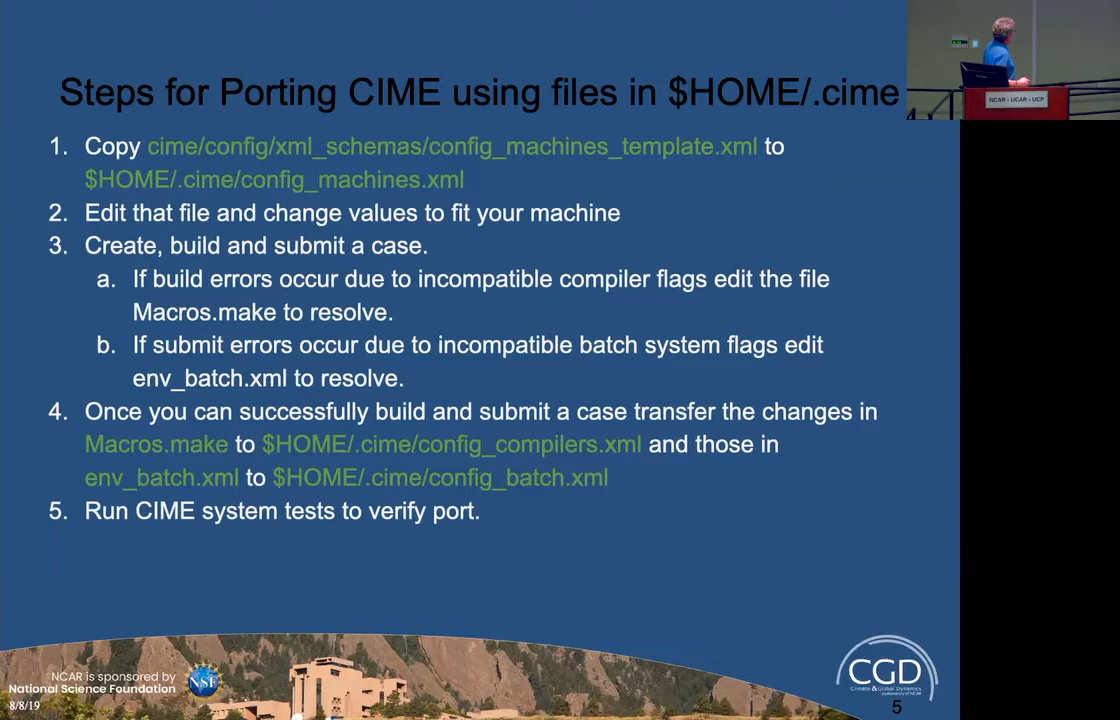 Steps for Porting CIME using files in $HOME/.cime
1. Copy cime/config/xml_schemas/config_machines_template.xml to
$HOME/.cime/config_machines.xml
2. Edit that file and change values to fit your machine
3. Create, build and submit a case.
a. If build errors occur due to incompatible compiler flags edit the file
Macros.make to resolve.
b. If submit errors occur due to incompatible batch system flags edit
env_batch.xml to resolve.
4. Once you can successfully build and submit a case transfer the changes in
Macros.make to $HOME/.cime/config_compilers.xml and those in
env_batch.xml to $HOME/.cime/config_batch.xml
5. Run CIME system tests to verify port.
NCAR • UCAR • UCP
NCAR is sponsored by
National Science Foundation
NSF
8/8/19
CGD
Climate & Global Dynamics
5